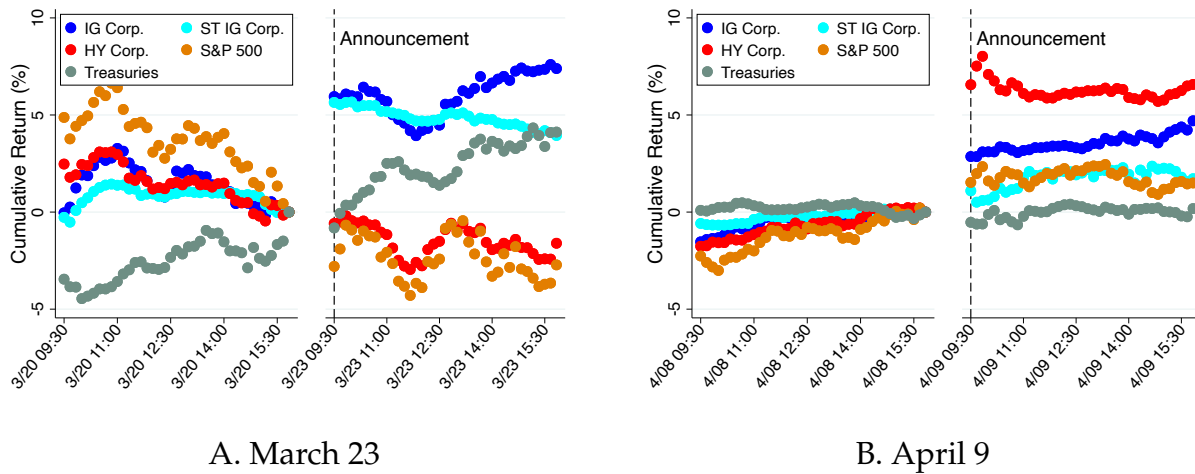 Cumulative Return (%)
10
5
0
-5
IG Corp.
ST IG Corp.
HY Corp.
S&P 500
Treasuries
Announcement
3/20 09:30
3/20 11:00
3/20 12:30
3/20 14:00
3/20 15:30
3/23 09:30
3/23 11:00
3/23 12:30
3/23 14:00
3/23 15:30
A. March 23
Cumulative Return (%)
10
5
0
-5
IG Corp.
ST IG Corp.
HY Corp.
S&P 500
Treasuries
Announcement
4/08 09:30
4/08 11:00
4/08 12:30
4/08 14:00
4/08 15:30
4/09 09:30
4/09 11:00
4/09 12:30
4/09 14:00
4/09 15:30
B. April 9